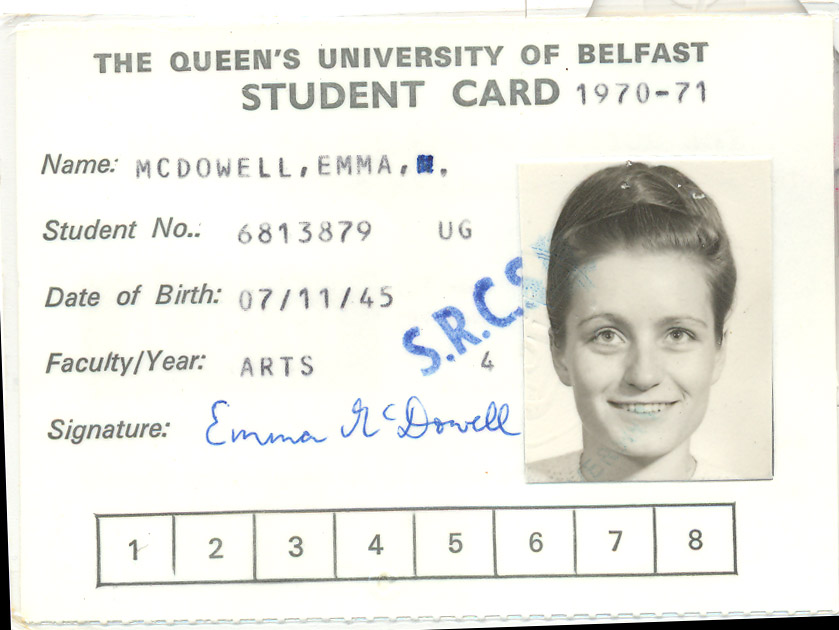 THE QUEEN'S UNIVERSITY OF BELFAST
STUDENT CARD 1970-71
Name: MCDOWELL, EMMA, .
Student No.: 6813879 UG
Date of Birth: 07/11/45
S.R.C.
Faculty/Year: ARTS 4
Signature: Emma McDowell
1 2 3 4 5 6 7 8